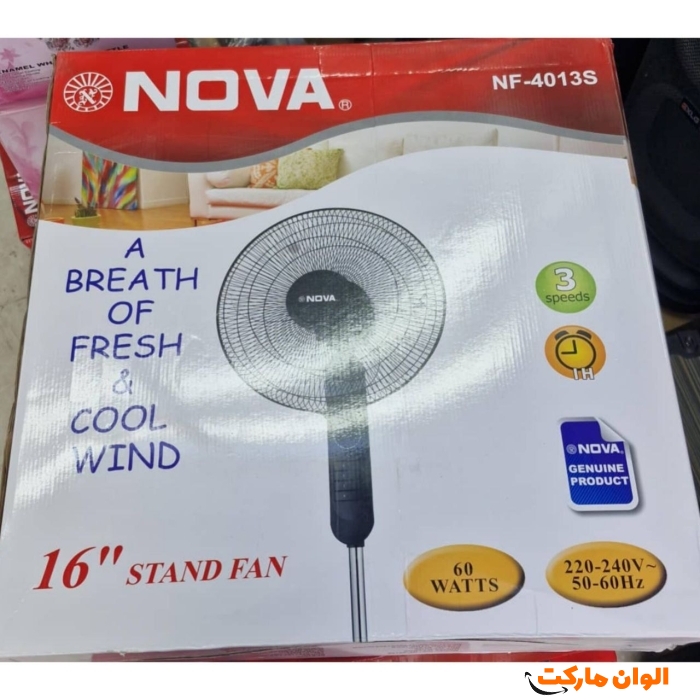 NOVA®
NF-4013S
A
BREATH
OF
FRESH
&
COOL
WIND
NOVA
3
speeds
1H
NOVA
GENUINE
PRODUCT
16" STAND FAN
60
WATTS
220-240V~
50-60Hz
الوان مارکت